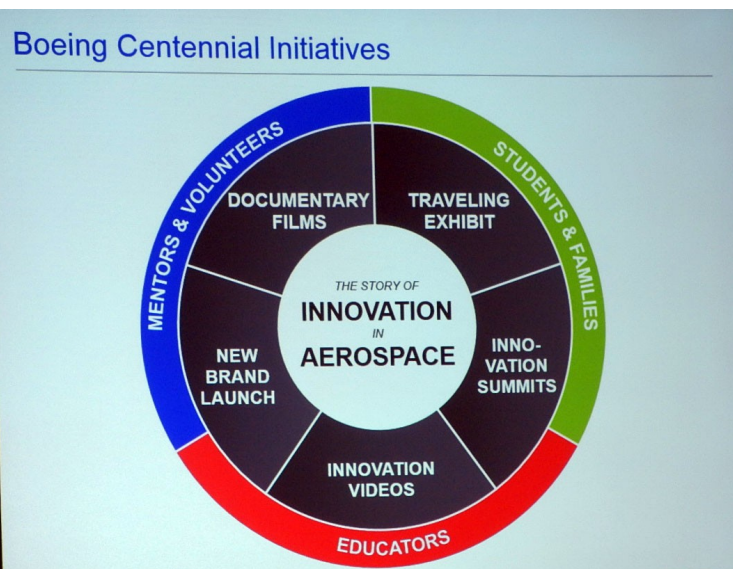 Boeing Centennial Initiatives
MENTORS & VOLUNTEERS
STUDENTS & FAMILIES
DOCUMENTARY
FILMS
TRAVELING
EXHIBIT
THE STORY OF
INNOVATION
IN
AEROSPACE
NEW
BRAND
LAUNCH
INNO-
VATION
SUMMITS
INNOVATION
VIDEOS
EDUCATORS